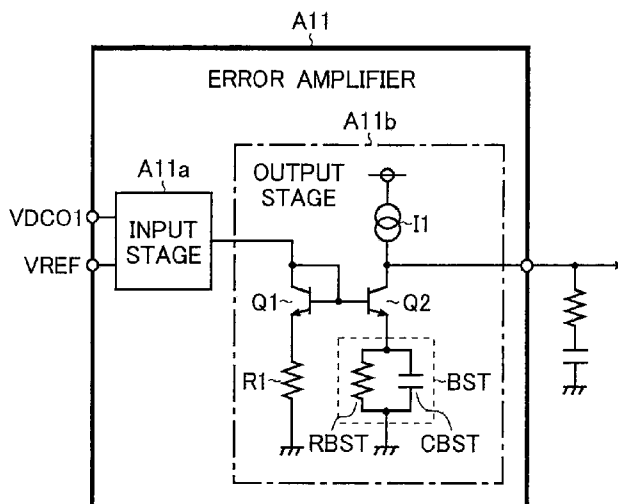 A11
ERROR AMPLIFIER
A11b
A11a
OUTPUT
STAGE
VDCO1
INPUT
STAGE
I1
VREF
Q1
Q2
R1
BST
RBST
CBST